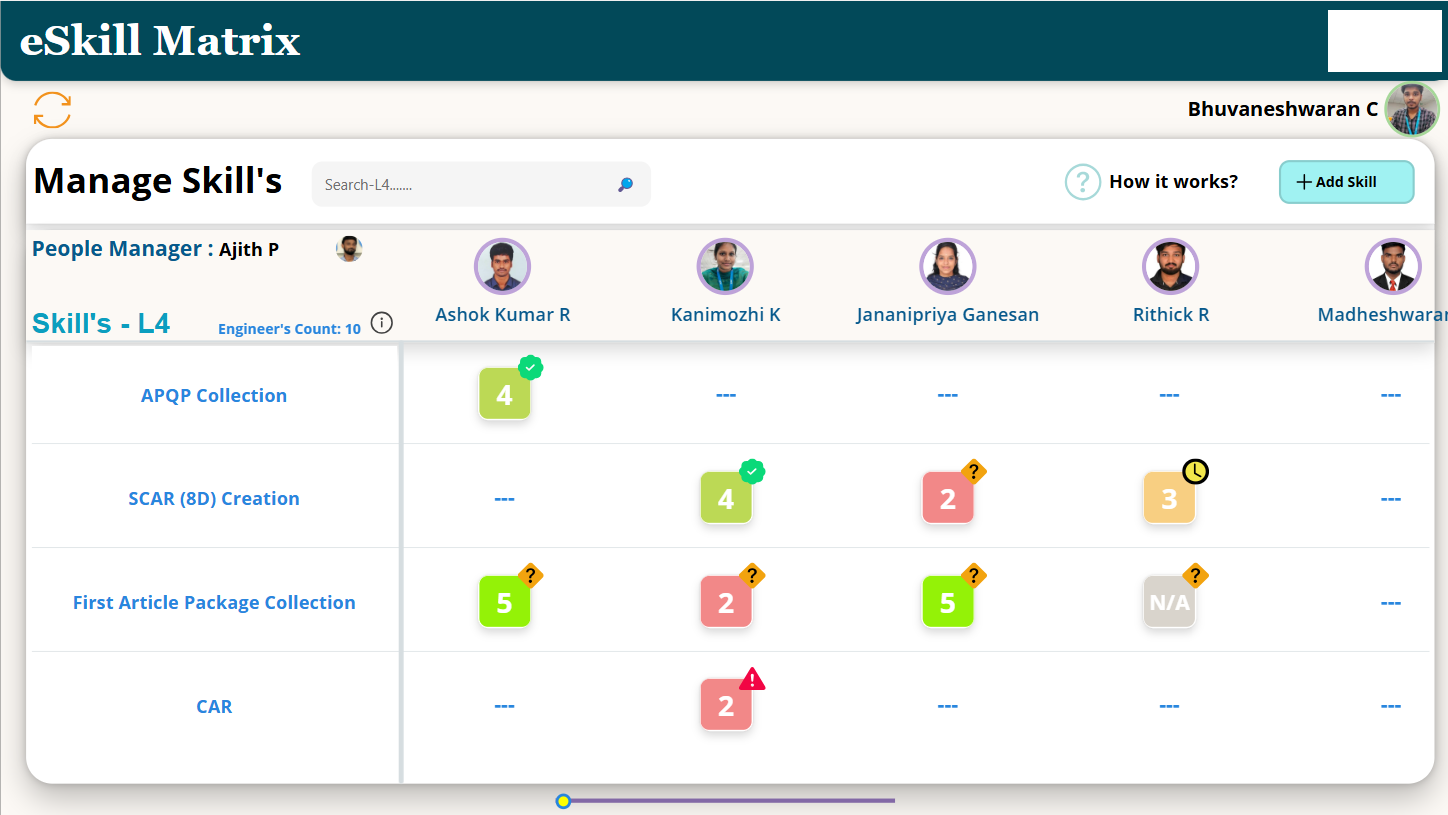 eSkill Matrix
Bhuvaneshwaran C
Manage Skill's
Search-L4.......
? How it works?
+ Add Skill
People Manager : Ajith P
Skill's - L4
Engineer's Count: 10 i
Ashok Kumar R
Kanimozhi K
Jananipriya Ganesan
Rithick R
Madheshwaran
APQP Collection
4
---
---
---
---
SCAR (8D) Creation
---
4
2 ?
3
---
First Article Package Collection
5 ?
2 ?
5 ?
N/A ?
---
CAR
---
2 !
---
---
---